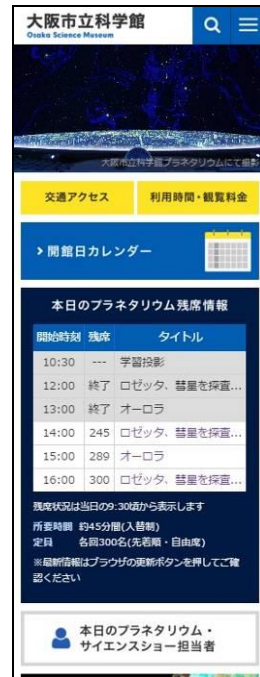 大阪市立科学館
Osaka Science Museum
大阪市立科学館プラネタリウムにて撮影
交通アクセス
利用時間・観覧料金
開館日カレンダー
本日のプラネタリウム残席情報
開始時刻 残席 タイトル
10:30 --- 学習投影
12:00 終了 ロゼッタ、彗星を探査...
13:00 終了 オーロラ
14:00 245 ロゼッタ、彗星を探査...
15:00 289 オーロラ
16:00 300 ロゼッタ、彗星を探査...
残席状況は当日の9:30頃から表示します
所要時間 約45分間(入替制)
定員 各回300名(先着順・自由席)
※最新情報はブラウザの更新ボタンを押してご確
認ください
本日のプラネタリウム・
サイエンスショー担当者